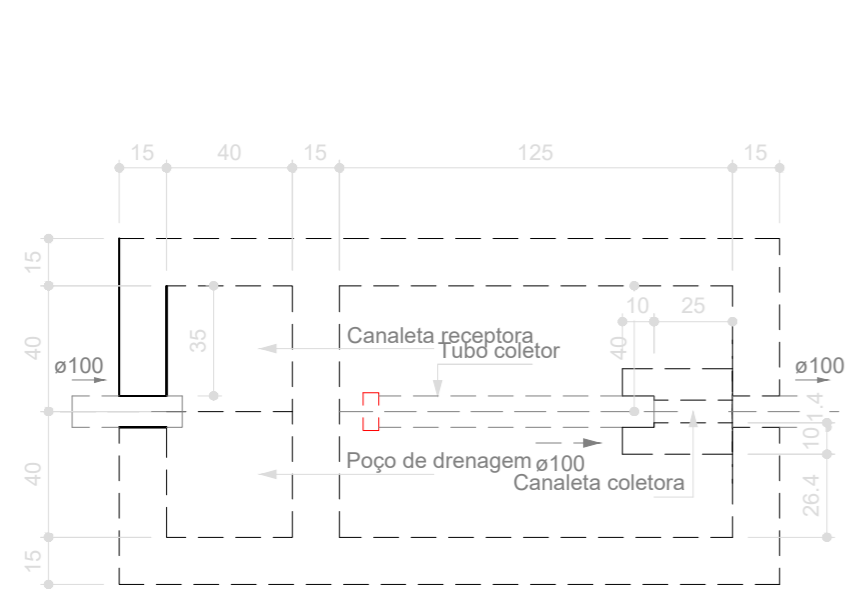 15 40 15 125 15
15
10 25
40
35
40
Canaleta receptora
Tubo coletor
ø100
ø100
1.4
10
Poço de drenagem
ø100
Canaleta coletora
40
26.4
15